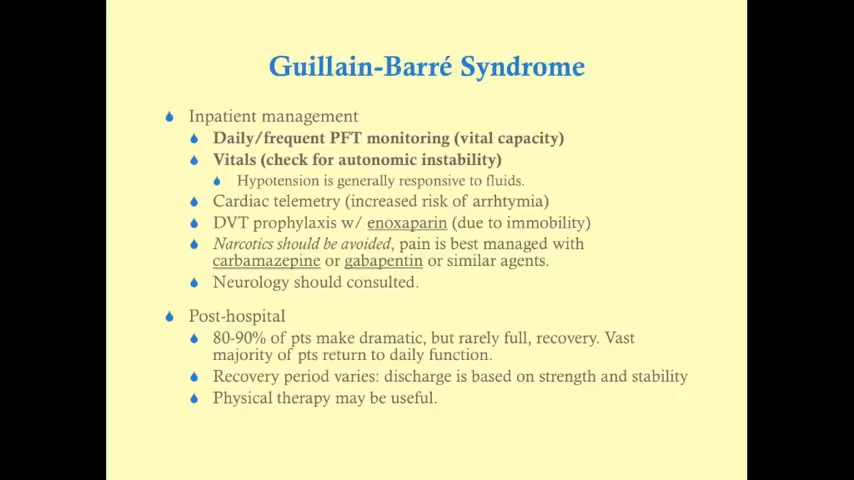 Guillain-Barré Syndrome
Inpatient management
Daily/frequent PFT monitoring (vital capacity)
Vitals (check for autonomic instability)
Hypotension is generally responsive to fluids.
Cardiac telemetry (increased risk of arrhtymia)
DVT prophylaxis w/ enoxaparin (due to immobility)
Narcotics should be avoided, pain is best managed with
carbamazepine or gabapentin or similar agents.
Neurology should consulted.
Post-hospital
80-90% of pts make dramatic, but rarely full, recovery. Vast
majority of pts return to daily function.
Recovery period varies: discharge is based on strength and stability
Physical therapy may be useful.